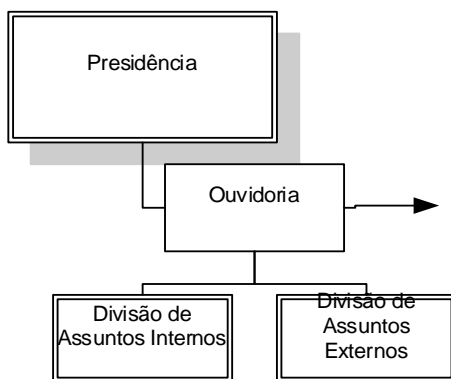 Presidência
Ouvidoria
Divisão de
Assuntos Internos
Divisão de
Assuntos
Externos